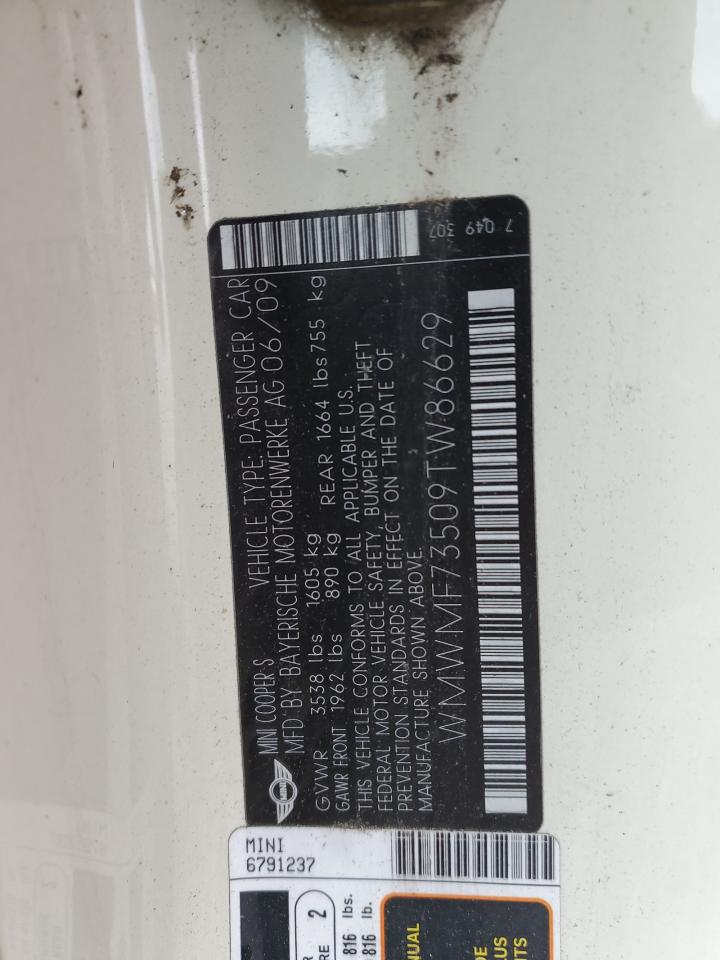 MINI COOPER S VEHICLE TYPE: PASSENGER CAR
MFD BY BAYERISCHE MOTORENWERKE AG 06/09
GVWR 3538 lbs 1605 kg
GAWR FRONT 1962 lbs 890 kg REAR 1664 lbs 755 kg
THIS VEHICLE CONFORMS TO ALL APPLICABLE U.S.
FEDERAL MOTOR VEHICLE SAFETY, BUMPER AND THEFT
PREVENTION STANDARDS IN EFFECT ON THE DATE OF
MANUFACTURE SHOWN ABOVE.
WMWMF73509TW86629
MINI
7 049 307
MINI
6791237
2
816 lbs.
816 lb.